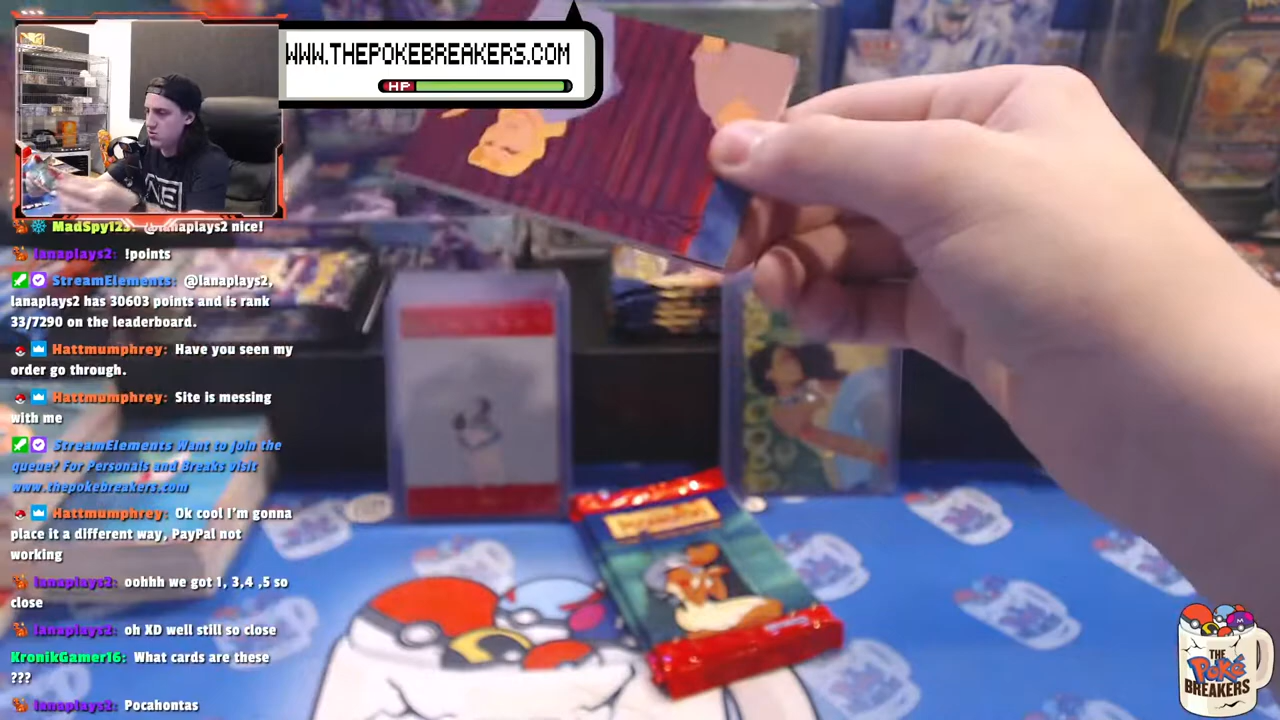 WWW.THEPOKEBREAKERS.COM
HP
MadSpy123: @lanaplays2 nice!
lanaplays2: !points
StreamElements: @lanaplays2,
lanaplays2 has 30603 points and is rank
33/7290 on the leaderboard.
Hattmumphrey: Have you seen my
order go through.
Hattmumphrey: Site is messing
with me
StreamElements Want to join the
queue? For Personals and Breaks visit
www.thepokebreakers.com
Hattmumphrey: Ok cool I'm gonna
place it a different way, PayPal not
working
lanaplays2: oohhh we got 1, 3,4 ,5 so
close
lanaplays2: oh XD well still so close
KronikGamer16: What cards are these
???
lanaplays2: Pocahontas
THE
Poké
BREAKERS